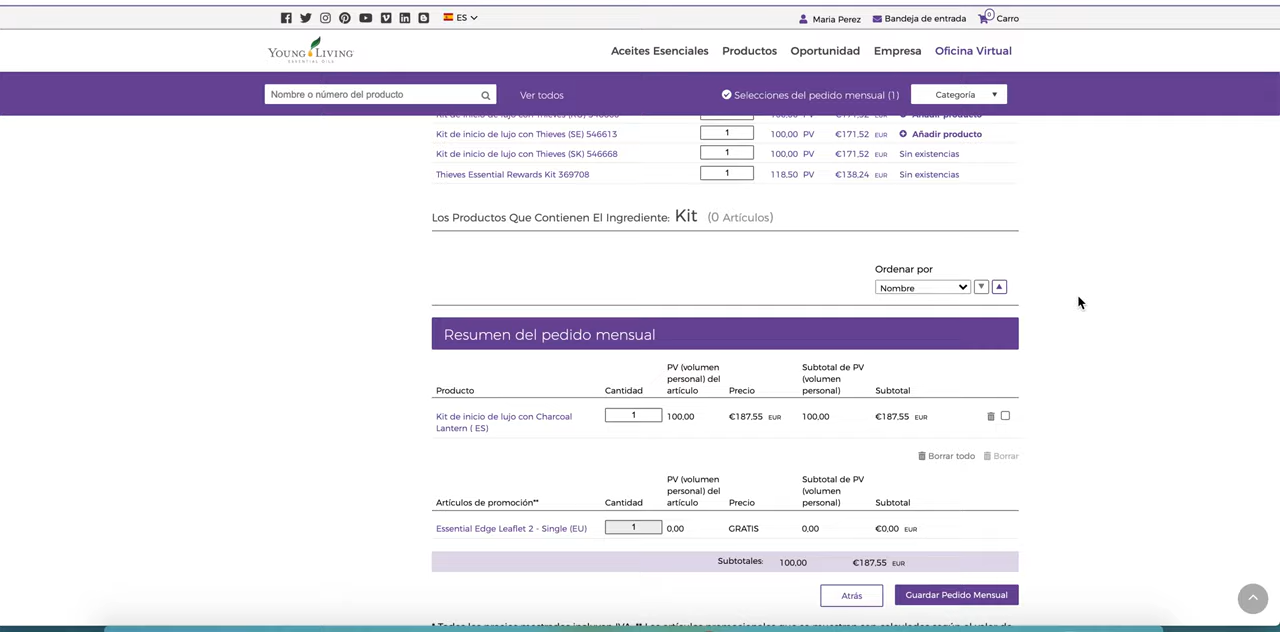 ES
Maria Perez
Bandeja de entrada
0
Carro
YOUNG LIVING
ESSENTIAL OILS
Aceites Esenciales
Productos
Oportunidad
Empresa
Oficina Virtual
Nombre o número del producto
Ver todos
Selecciones del pedido mensual (1)
Categoría
Kit de inicio de lujo con Thieves (SE) 546613 1 100,00 PV €171,52 EUR Añadir producto
Kit de inicio de lujo con Thieves (SK) 546668 1 100,00 PV €171,52 EUR Sin existencias
Thieves Essential Rewards Kit 369708 1 118,50 PV €138,24 EUR Sin existencias
Los Productos Que Contienen El Ingrediente: Kit (0 Artículos)
Ordenar por
Nombre
Resumen del pedido mensual
PV (volumen Subtotal de PV
personal) del (volumen
Producto Cantidad artículo Precio personal) Subtotal
Kit de inicio de lujo con Charcoal 1 100,00 €187,55 EUR 100,00 €187,55 EUR
Lantern ( ES)
Borrar todo Borrar
PV (volumen Subtotal de PV
personal) del (volumen
Artículos de promoción** Cantidad artículo Precio personal) Subtotal
Essential Edge Leaflet 2 - Single (EU) 1 0,00 GRATIS 0,00 €0,00 EUR
Subtotales: 100,00 €187,55 EUR
Atrás
Guardar Pedido Mensual